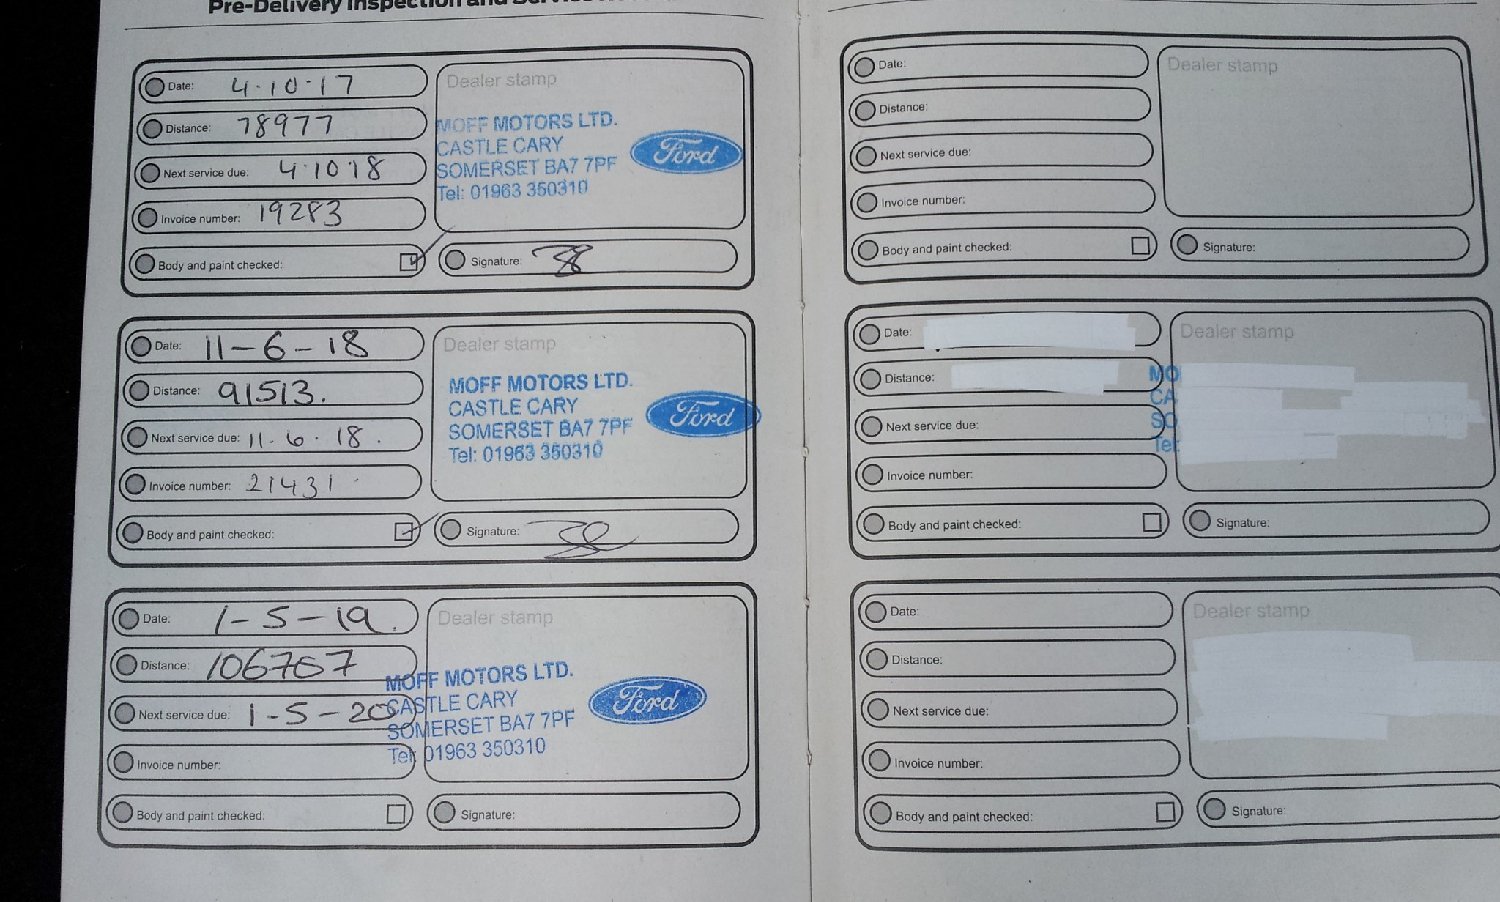 Pre-Delivery Inspection and
Date: 4·10·17
Distance: 78977
Next service due: 4·10 18
Invoice number: 19283
Body and paint checked:
Dealer stamp
MOFF MOTORS LTD.
CASTLE CARY
SOMERSET BA7 7PF
Tel: 01963 350310
Ford
Signature:
Date: 11-6-18
Distance: 91513.
Next service due: 11.6.18.
Invoice number: 21431
Body and paint checked:
Dealer stamp
MOFF MOTORS LTD.
CASTLE CARY
SOMERSET BA7 7PF
Tel: 01963 350310
Ford
Signature:
Date: 1-5-19.
Distance: 106767
Next service due: 1-5-20
Invoice number:
Body and paint checked:
Dealer stamp
MOFF MOTORS LTD.
CASTLE CARY
SOMERSET BA7 7PF
Tel: 01963 350310
Ford
Signature:
Date:
Distance:
Next service due:
Invoice number:
Body and paint checked:
Dealer stamp
Signature:
Date:
Distance:
Next service due:
Invoice number:
Body and paint checked:
Dealer stamp
MO
CA
SO
Tel:
Signature:
Date:
Distance:
Next service due:
Invoice number:
Body and paint checked:
Dealer stamp
Signature: